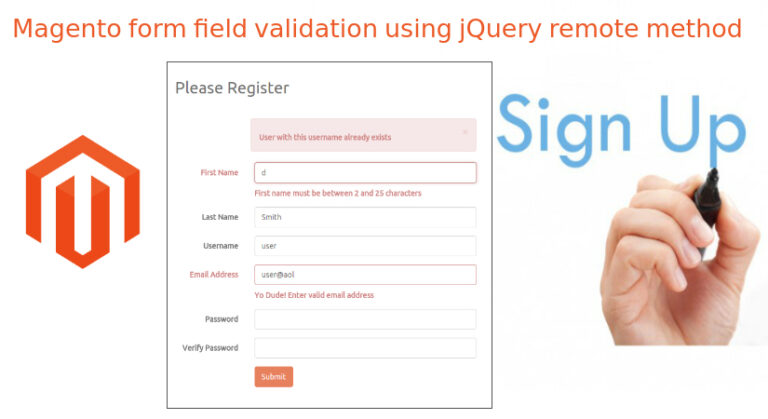 Magento form field validation using jQuery remote method
Please Register
User with this username already exists
×
First Name
d
First name must be between 2 and 25 characters
Last Name
Smith
Username
user
Email Address
user@aol
Yo Dude! Enter valid email address
Password
Verify Password
Submit
Sign Up